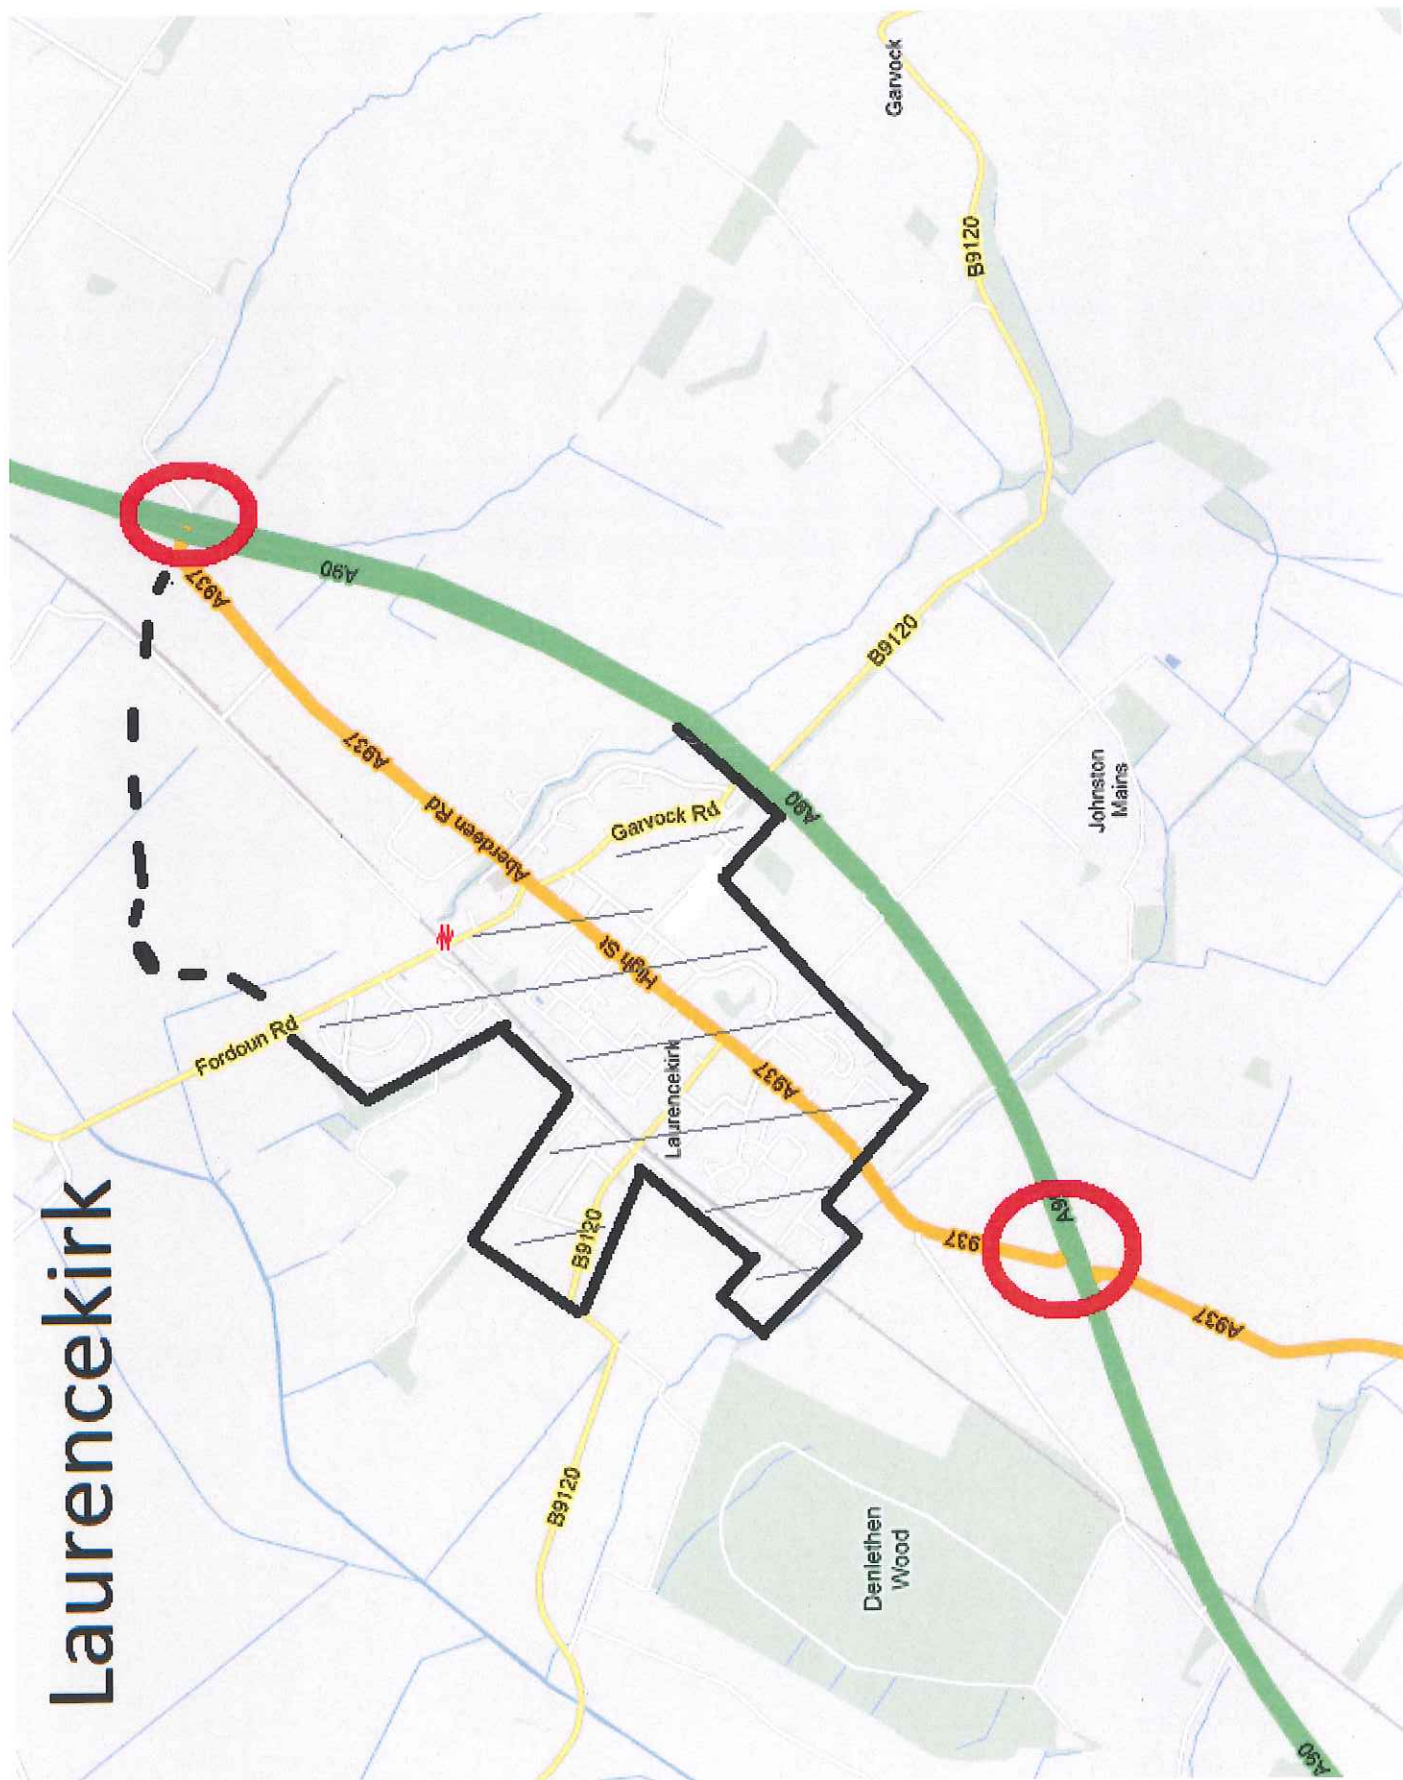 Laurencekirk
Garvock
B9120
A937
A90
B9120
A937
Aberdeen Rd
Garvock Rd
A90
Johnston
Mains
High St
Fordoun Rd
Laurencekirk
A937
B9120
A9
937
A937
B9120
Denlethen
Wood
A90